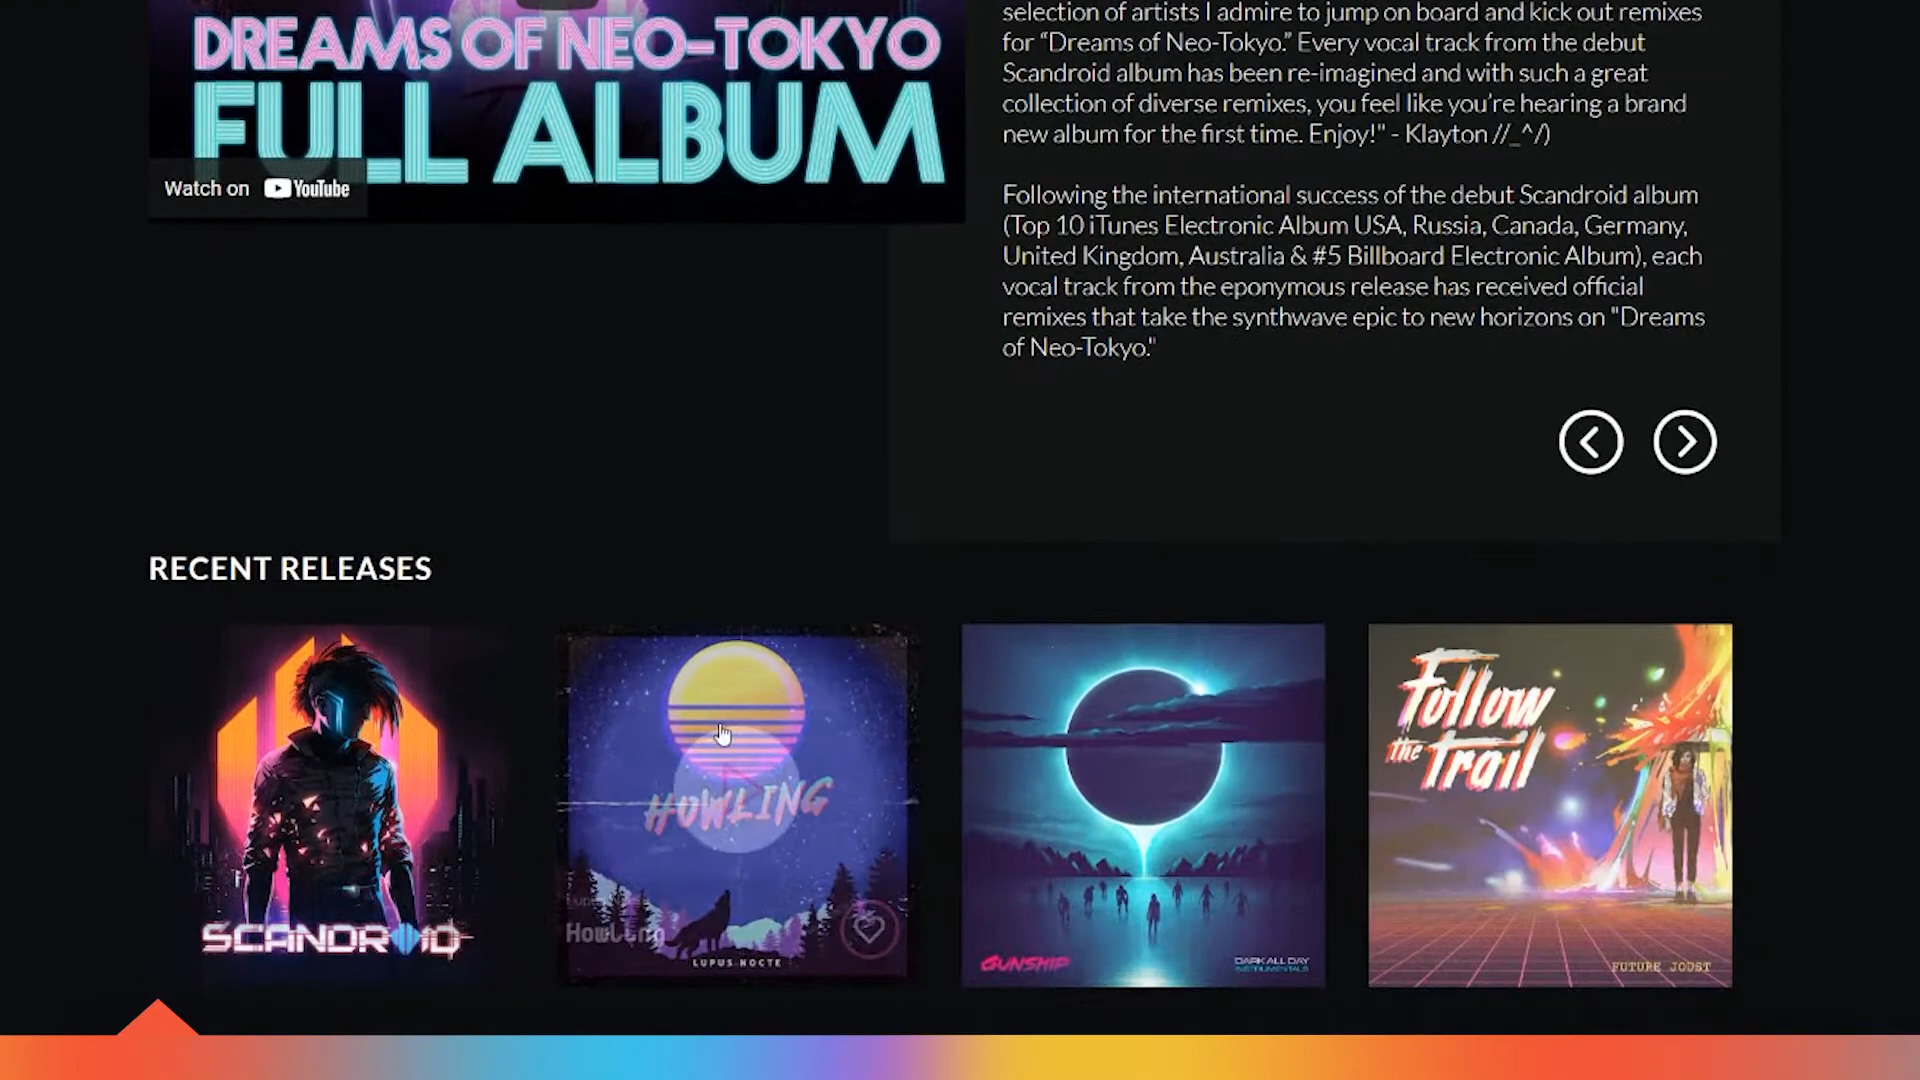 DREAMS OF NEO-TOKYO
FULL ALBUM
Watch on YouTube
selection of artists I admire to jump on board and kick out remixes
for “Dreams of Neo-Tokyo.” Every vocal track from the debut
Scandroid album has been re-imagined and with such a great
collection of diverse remixes, you feel like you’re hearing a brand
new album for the first time. Enjoy!" - Klayton //_^/)
Following the international success of the debut Scandroid album
(Top 10 iTunes Electronic Album USA, Russia, Canada, Germany,
United Kingdom, Australia & #5 Billboard Electronic Album), each
vocal track from the eponymous release has received official
remixes that take the synthwave epic to new horizons on "Dreams
of Neo-Tokyo."
RECENT RELEASES
SCANDROID
HOWLING
Howling
LUPUS NOCTE
GUNSHIP
DARK ALL DAY
INSTRUMENTALS
Follow
the Trail
FUTURE JOUST